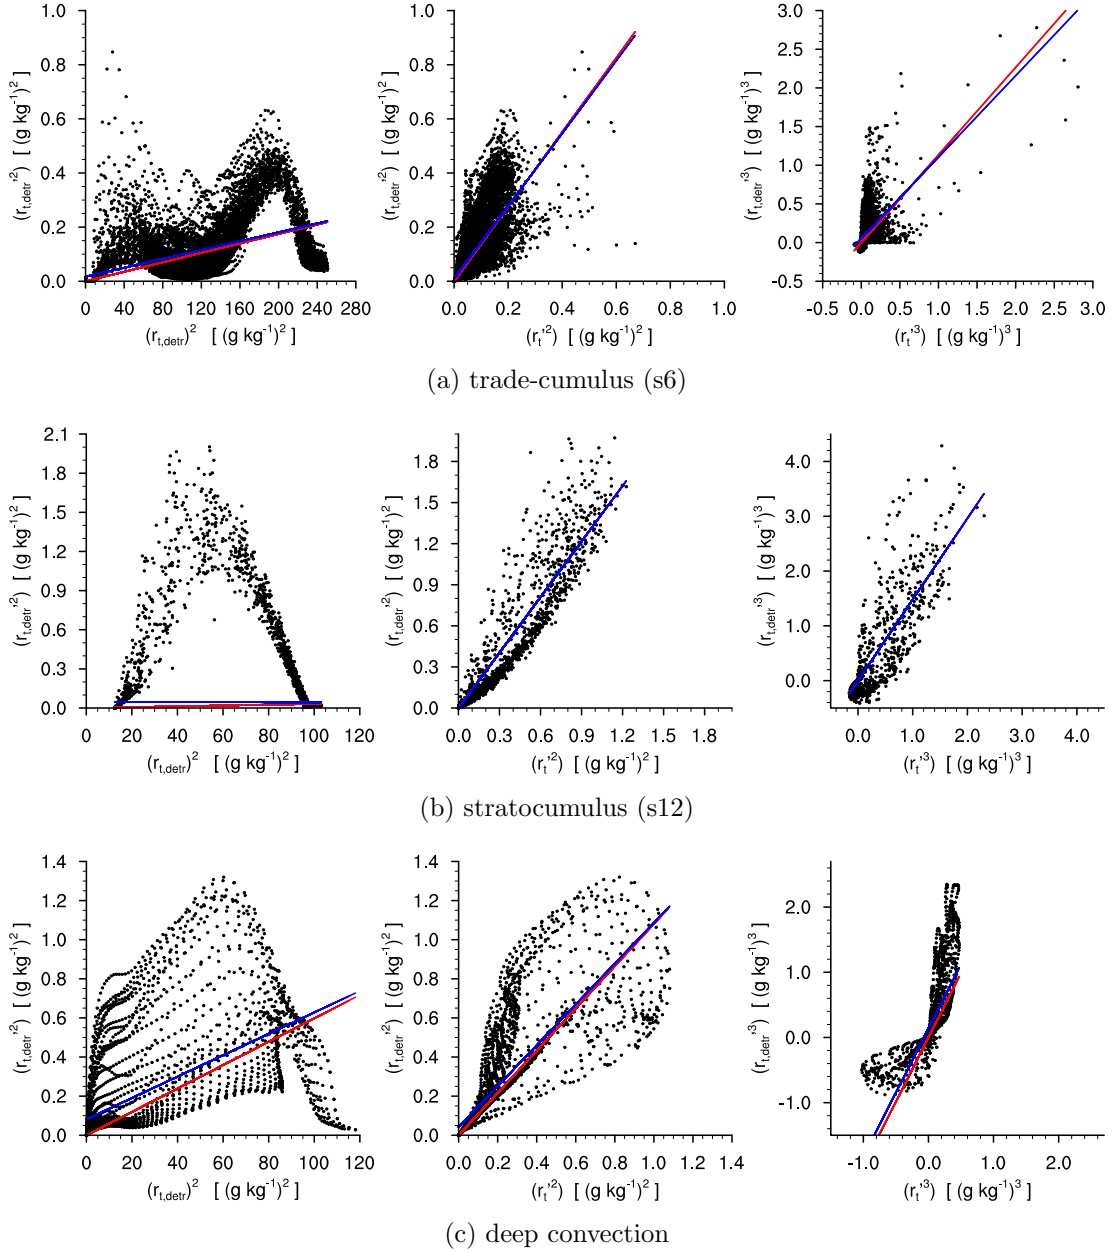 1.0
0.8
0.6
0.4
0.2
0.0
0 40 80 120 160 200 240 280
(r_t,detr'^2) [ (g kg^-1)^2 ]
(r_t,detr)^2 [ (g kg^-1)^2 ]
1.0
0.8
0.6
0.4
0.2
0.0
0.0 0.2 0.4 0.6 0.8 1.0
(r_t,detr'^2) [ (g kg^-1)^2 ]
(r_t'^2) [ (g kg^-1)^2 ]
3.0
2.5
2.0
1.5
1.0
0.5
0.0
-0.5
-0.5 0.0 0.5 1.0 1.5 2.0 2.5 3.0
(r_t,detr'^3) [ (g kg^-1)^3 ]
(r_t'^3) [ (g kg^-1)^3 ]
(a) trade-cumulus (s6)
2.1
1.8
1.5
1.2
0.9
0.6
0.3
0.0
0 20 40 60 80 100 120
(r_t,detr'^2) [ (g kg^-1)^2 ]
(r_t,detr)^2 [ (g kg^-1)^2 ]
1.8
1.5
1.2
0.9
0.6
0.3
0.0
0.0 0.3 0.6 0.9 1.2 1.5 1.8
(r_t,detr'^2) [ (g kg^-1)^2 ]
(r_t'^2) [ (g kg^-1)^2 ]
4.0
3.0
2.0
1.0
0.0
0.0 1.0 2.0 3.0 4.0
(r_t,detr'^3) [ (g kg^-1)^3 ]
(r_t'^3) [ (g kg^-1)^3 ]
(b) stratocumulus (s12)
1.4
1.2
1.0
0.8
0.6
0.4
0.2
0.0
0 20 40 60 80 100 120
(r_t,detr'^2) [ (g kg^-1)^2 ]
(r_t,detr)^2 [ (g kg^-1)^2 ]
1.4
1.2
1.0
0.8
0.6
0.4
0.2
0.0
0.0 0.2 0.4 0.6 0.8 1.0 1.2 1.4
(r_t,detr'^2) [ (g kg^-1)^2 ]
(r_t'^2) [ (g kg^-1)^2 ]
2.0
1.0
0.0
-1.0
-1.0 0.0 1.0 2.0
(r_t,detr'^3) [ (g kg^-1)^3 ]
(r_t'^3) [ (g kg^-1)^3 ]
(c) deep convection